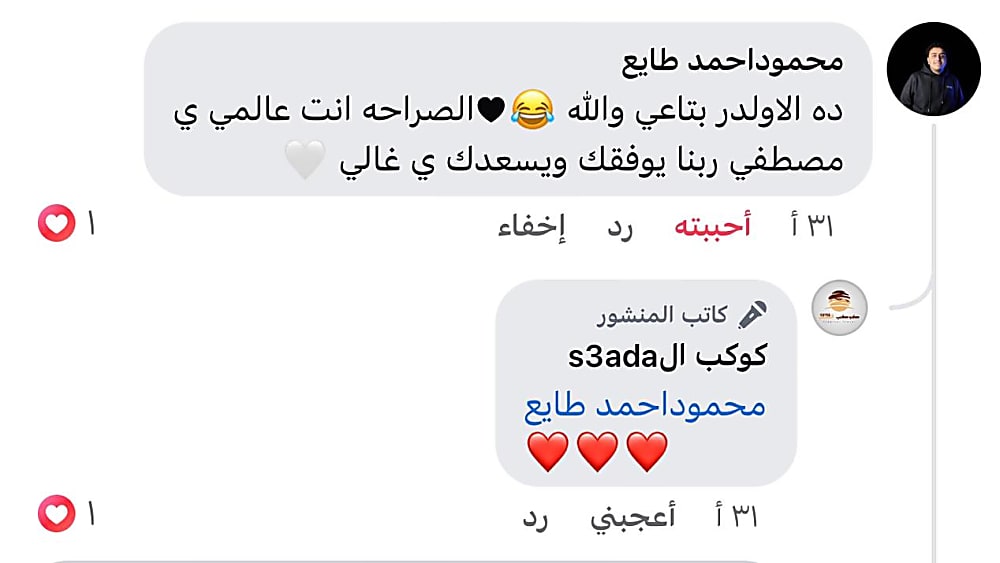 محموداحمد طايع
ده الاولدر بتاعي والله 😂🖤الصراحه انت عالمي ي
مصطفي ربنا يوفقك ويسعدك ي غالي 🤍
٣١ أ أحببته رد إخفاء ١
كاتب المنشور
كوكب الs3ada
محموداحمد طايع
❤️❤️❤️
٣١ أ أعجبني رد ١